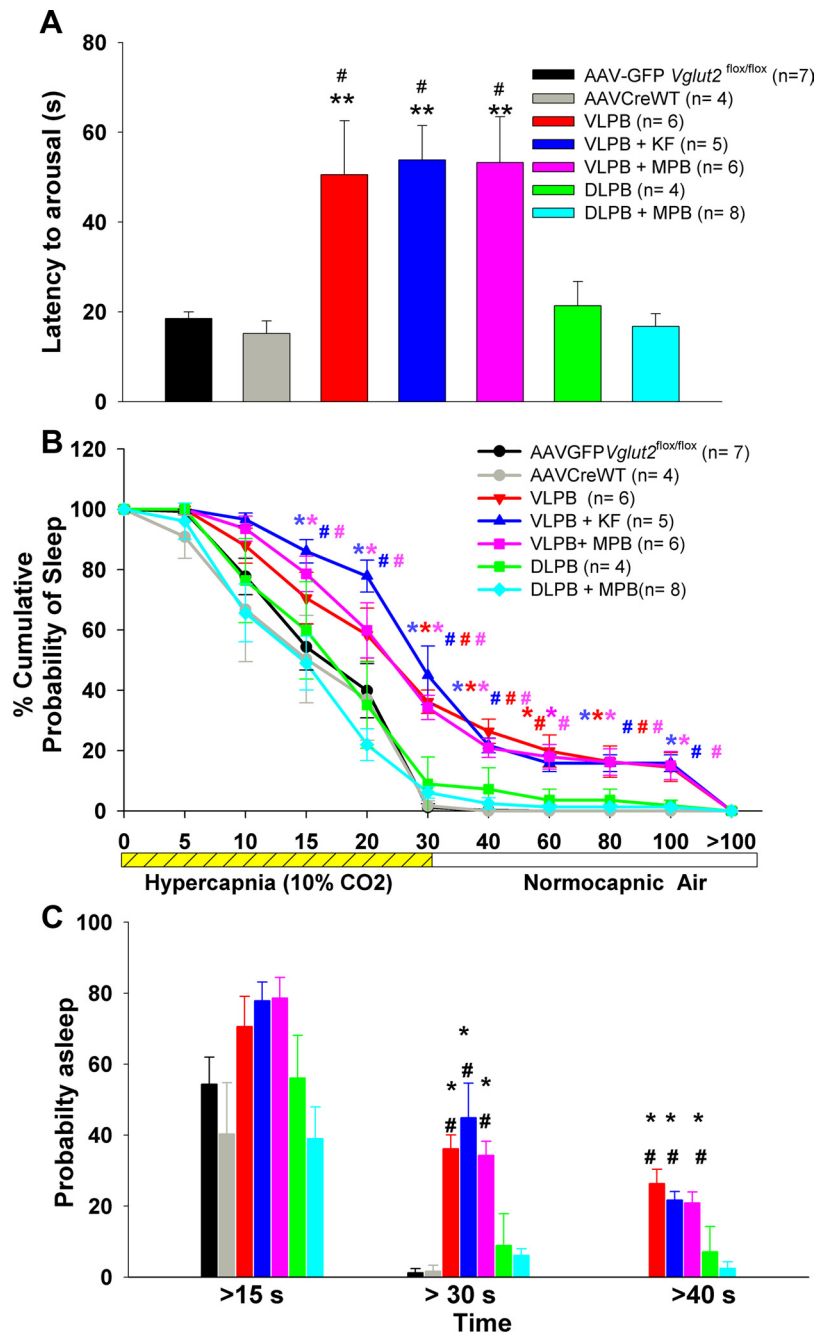 A
Latency to arousal (s)
80
60
40
20
0
#
**
#
**
#
**
AAV-GFP Vglut2 flox/flox (n=7)
AAVCreWT (n= 4)
VLPB (n= 6)
VLPB + KF (n= 5)
VLPB + MPB (n= 6)
DLPB (n= 4)
DLPB + MPB (n= 8)
B
% Cumulative
Probability of Sleep
120
100
80
60
40
20
0
AAVGFPVglut2flox/flox (n= 7)
AAVCreWT (n= 4)
VLPB (n= 6)
VLPB + KF (n= 5)
VLPB+ MPB (n= 6)
DLPB (n= 4)
DLPB + MPB(n= 8)
**
# #
**
# #
***
# # #
***
# # #
**
# #
***
# # #
**
# #
0 5 10 15 20 30 40 60 80 100 >100
Hypercapnia (10% CO2) Normocapnic Air
C
Probabilty asleep
100
80
60
40
20
0
* * *
# # #
* * *
# # #
>15 s > 30 s >40 s
Time